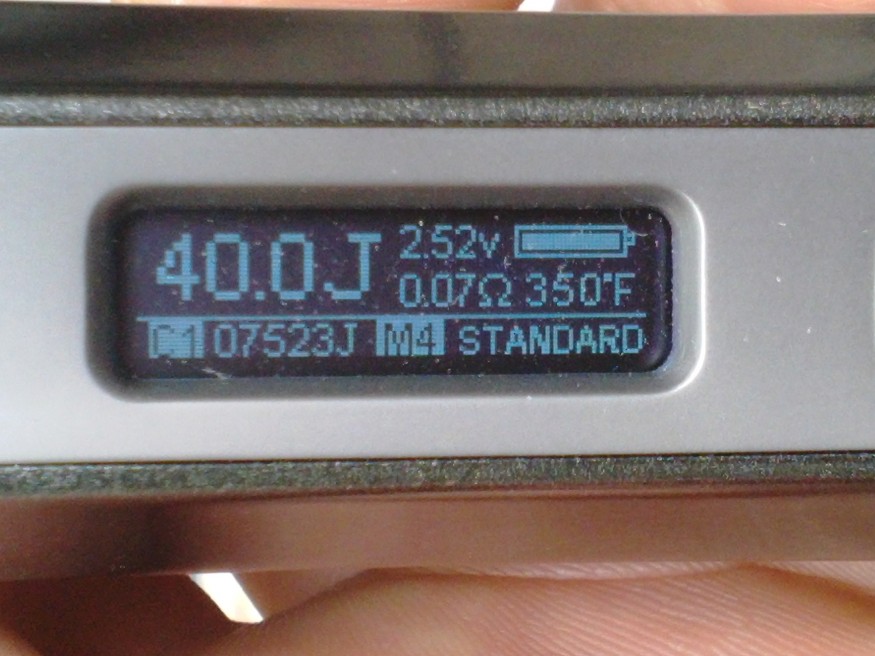 40.0J 2.52v
0.07Ω 350°F
C1 07523J M4 STANDARD